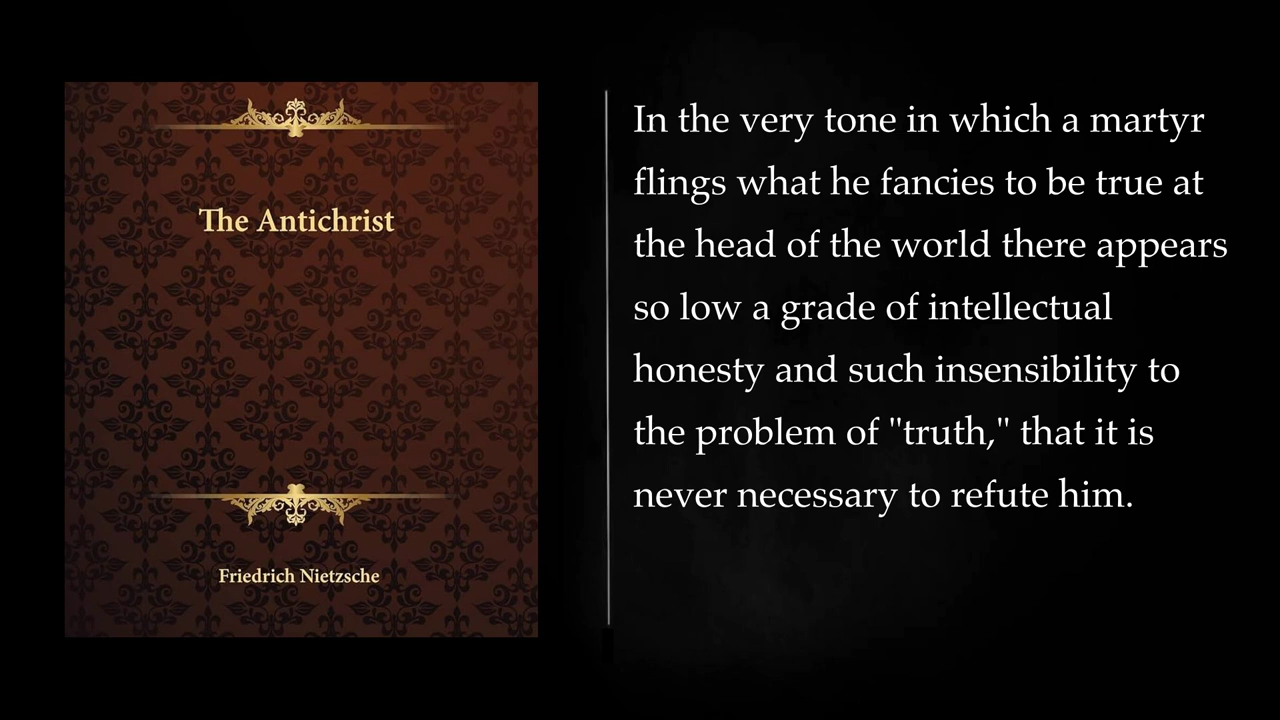 The Antichrist
Friedrich Nietzsche
In the very tone in which a martyr
flings what he fancies to be true at
the head of the world there appears
so low a grade of intellectual
honesty and such insensibility to
the problem of "truth," that it is
never necessary to refute him.